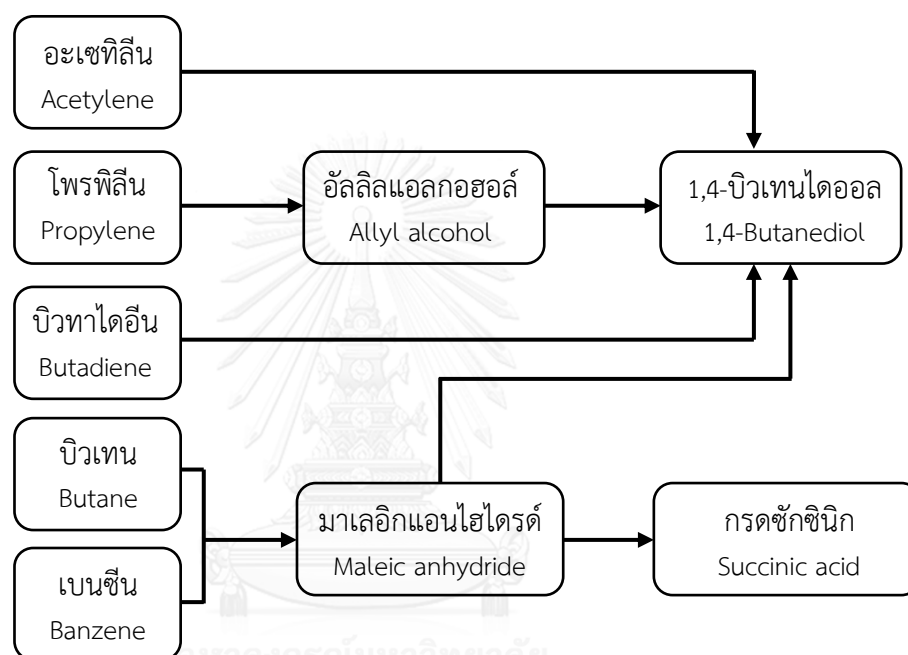 อะเซทิลีน
Acetylene
โพรพิลีน
Propylene
อัลลิลแอลกอฮอล์
Allyl alcohol
1,4-บิวเทนไดออล
1,4-Butanediol
บิวทาไดอีน
Butadiene
บิวเทน
Butane
มาเลอิกแอนไฮไดรด์
Maleic anhydride
กรดซักซินิก
Succinic acid
เบนซีน
Banzene